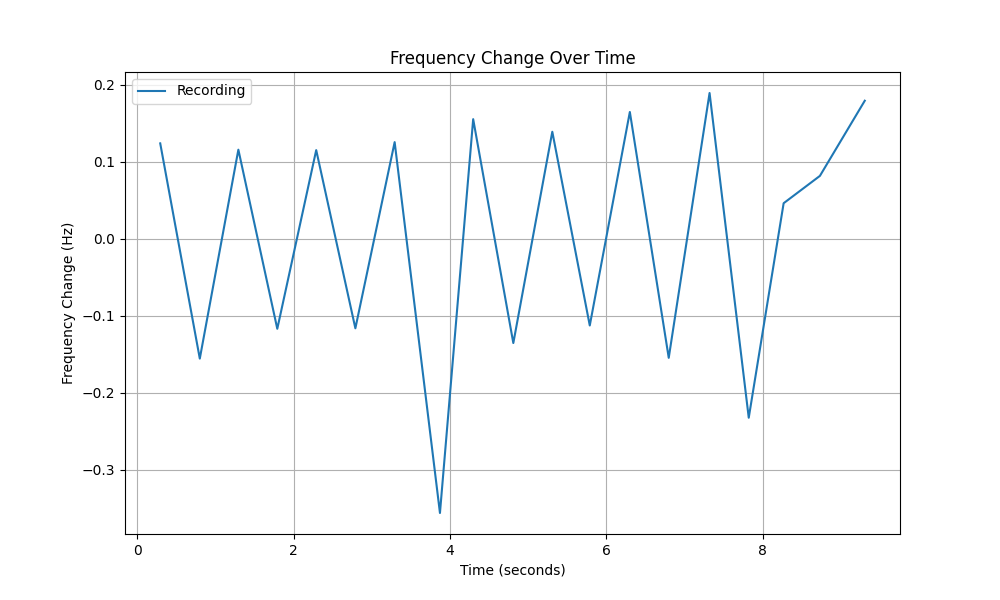 Frequency Change Over Time
Recording
Frequency Change (Hz)
0.2
0.1
0.0
−0.1
−0.2
−0.3
0 2 4 6 8
Time (seconds)